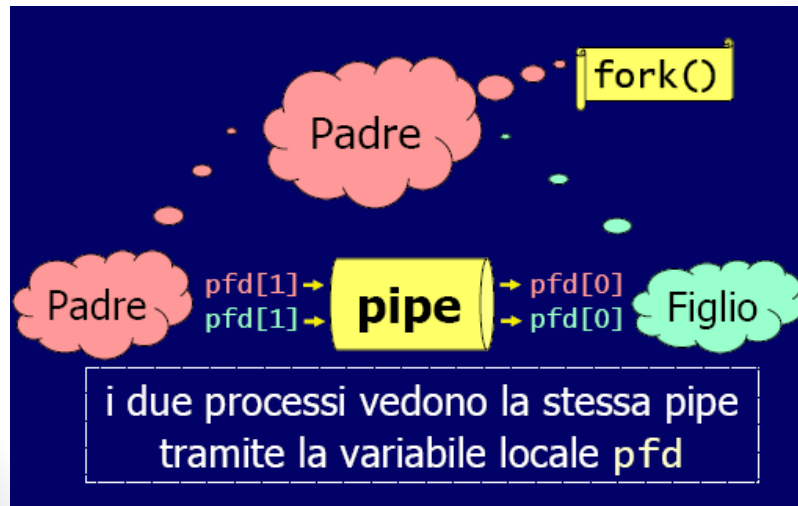 fork()
Padre
Padre
pfd[1]
pfd[1]
pipe
pfd[0]
pfd[0]
Figlio
i due processi vedono la stessa pipe
tramite la variabile locale pfd